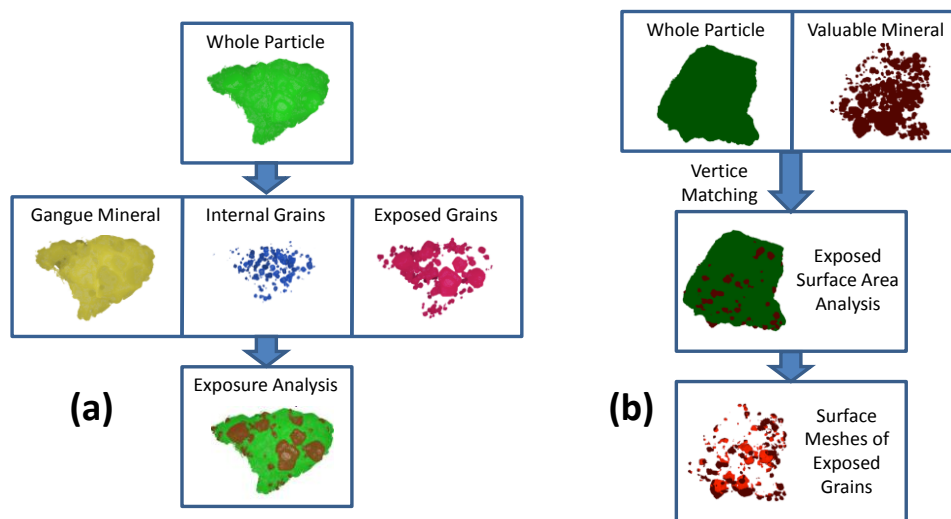 Whole Particle
Gangue Mineral
Internal Grains
Exposed Grains
Exposure Analysis
(a)
Whole Particle
Valuable Mineral
Vertice
Matching
Exposed
Surface Area
Analysis
(b)
Surface
Meshes of
Exposed
Grains